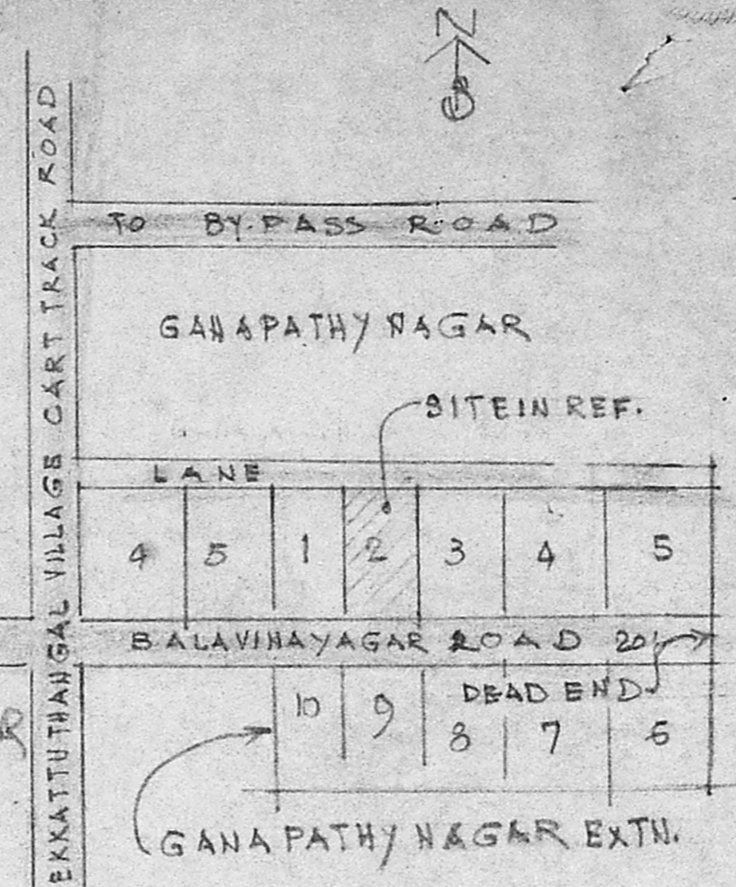 N
TO BY-PASS ROAD
GANAPATHY NAGAR
SITE IN REF.
LANE
4 5 1 2 3 4 5
BALAVINAYAGAR ROAD 20'
DEAD END
10 9 8 7 6
GANAPATHY NAGAR EXTN.
EKKATTUTHANGAL VILLAGE CART TRACK ROAD
R